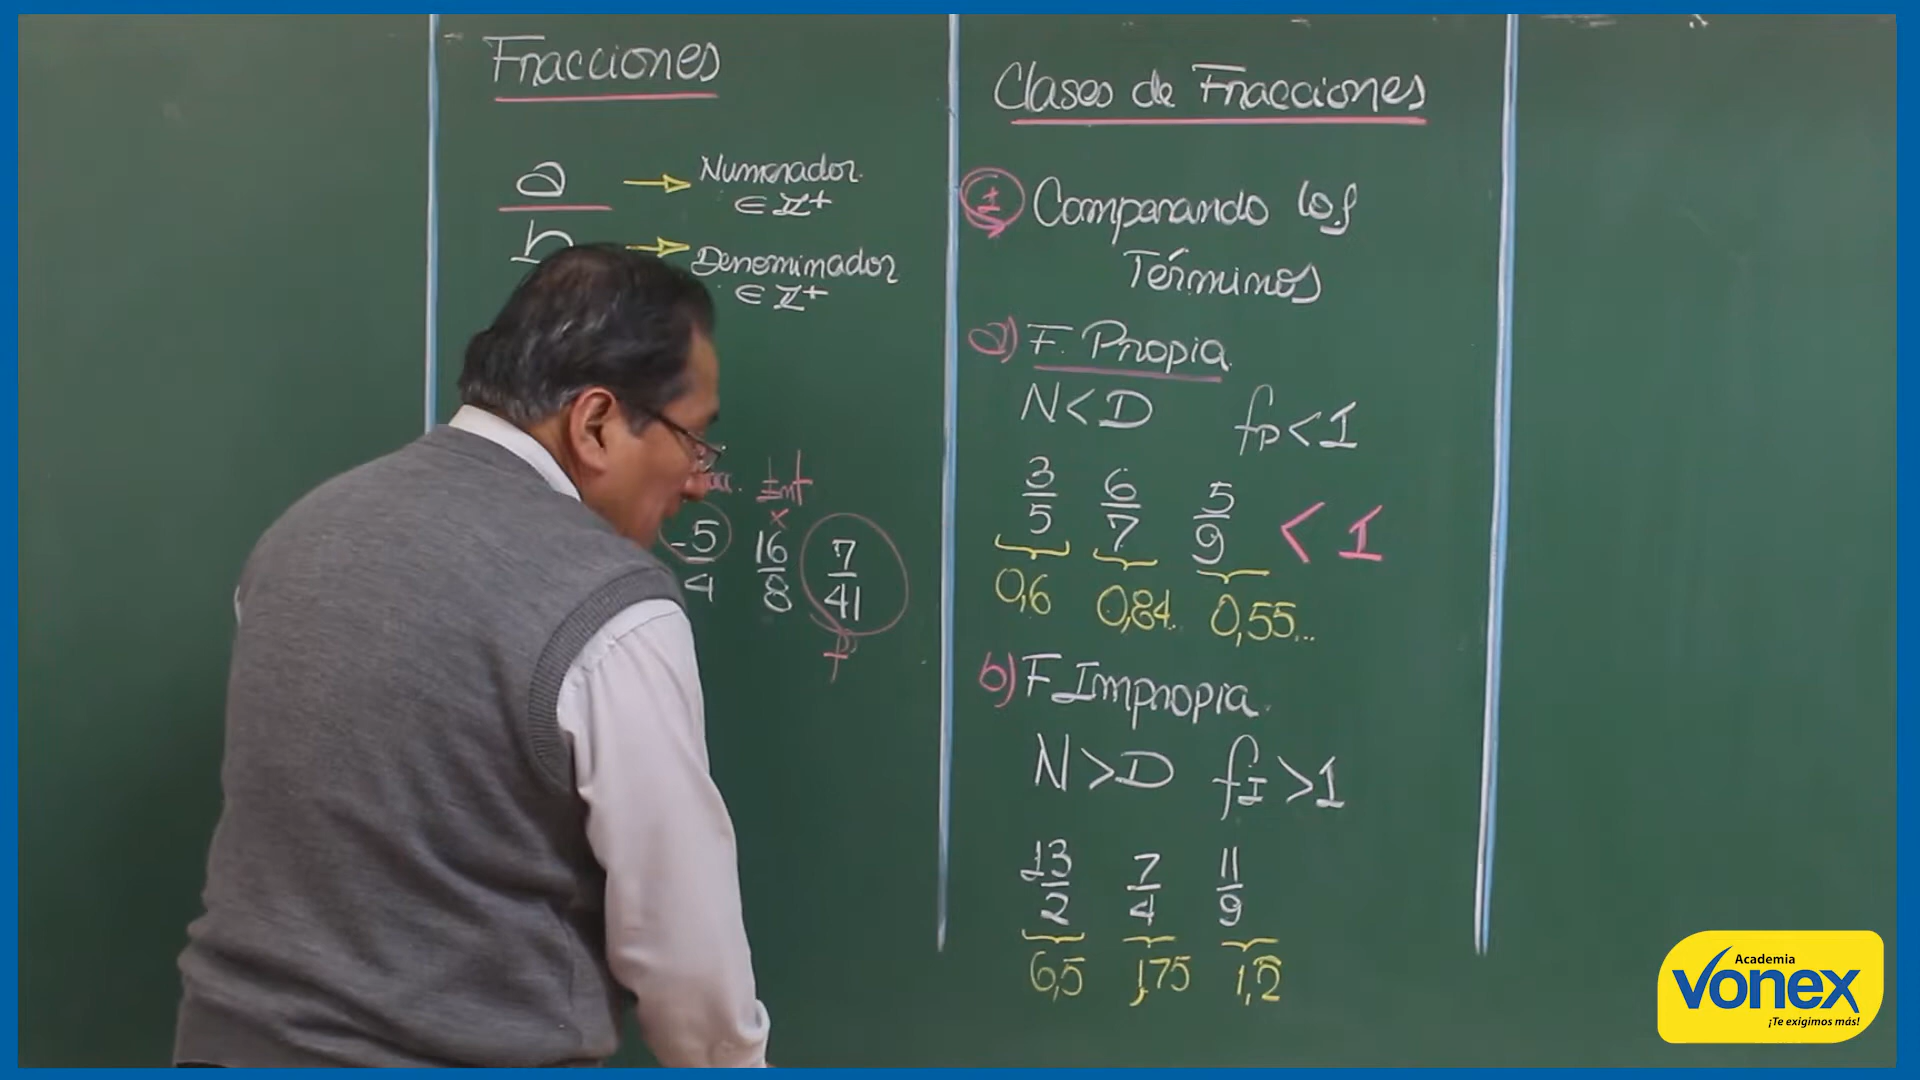 Fracciones
a → Numerador
∈ Z+
b → Denominador
∈ Z+
Int
x
-5/4 16/8 7/41
f
Clases de Fracciones
1 Comparando los
Términos
a) F. Propia
N<D fp<1
3/5 6/7 5/9 < 1
0,6 0,84.. 0,55...
b) F Impropia
N>D fI>1
13/2 7/4 11/9
6,5 1,75 1,2
Academia
Vonex
¡Te exigimos más!